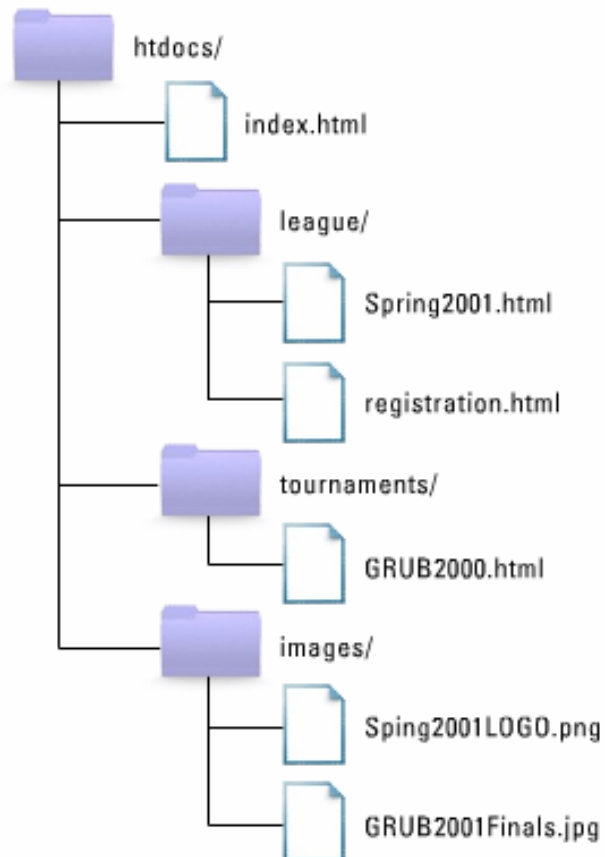 htdocs/
index.html
league/
Spring2001.html
registration.html
tournaments/
GRUB2000.html
images/
Sping2001LOGO.png
GRUB2001Finals.jpg